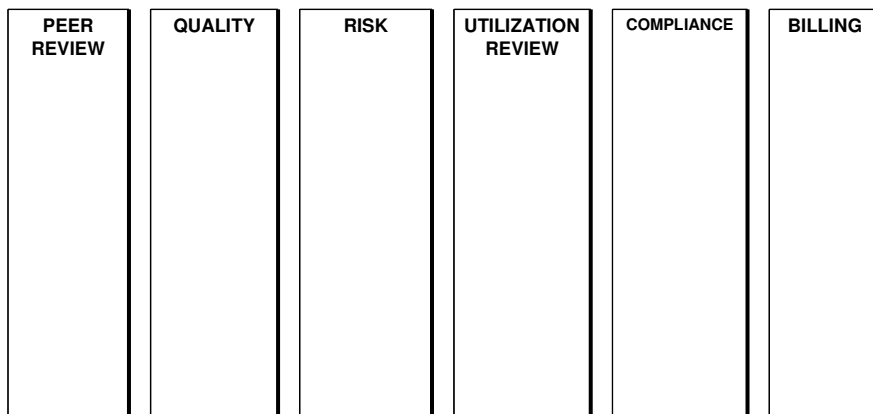 PEER
REVIEW
QUALITY
RISK
UTILIZATION
REVIEW
COMPLIANCE
BILLING